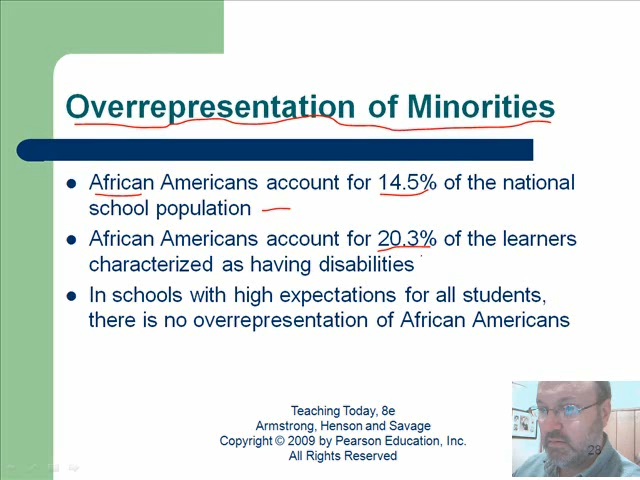 Overrepresentation of Minorities
African Americans account for 14.5% of the national
school population
African Americans account for 20.3% of the learners
characterized as having disabilities
In schools with high expectations for all students,
there is no overrepresentation of African Americans
Teaching Today, 8e
Armstrong, Henson and Savage
Copyright © 2009 by Pearson Education, Inc.
All Rights Reserved
28